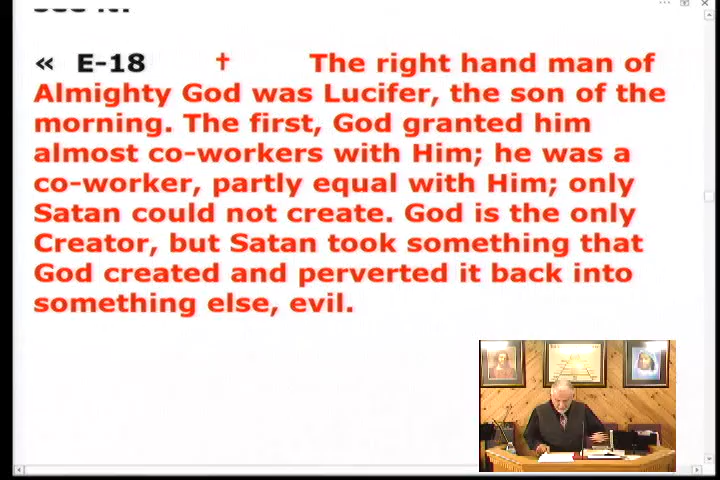 see it.
« E-18 † The right hand man of
Almighty God was Lucifer, the son of the
morning. The first, God granted him
almost co-workers with Him; he was a
co-worker, partly equal with Him; only
Satan could not create. God is the only
Creator, but Satan took something that
God created and perverted it back into
something else, evil.